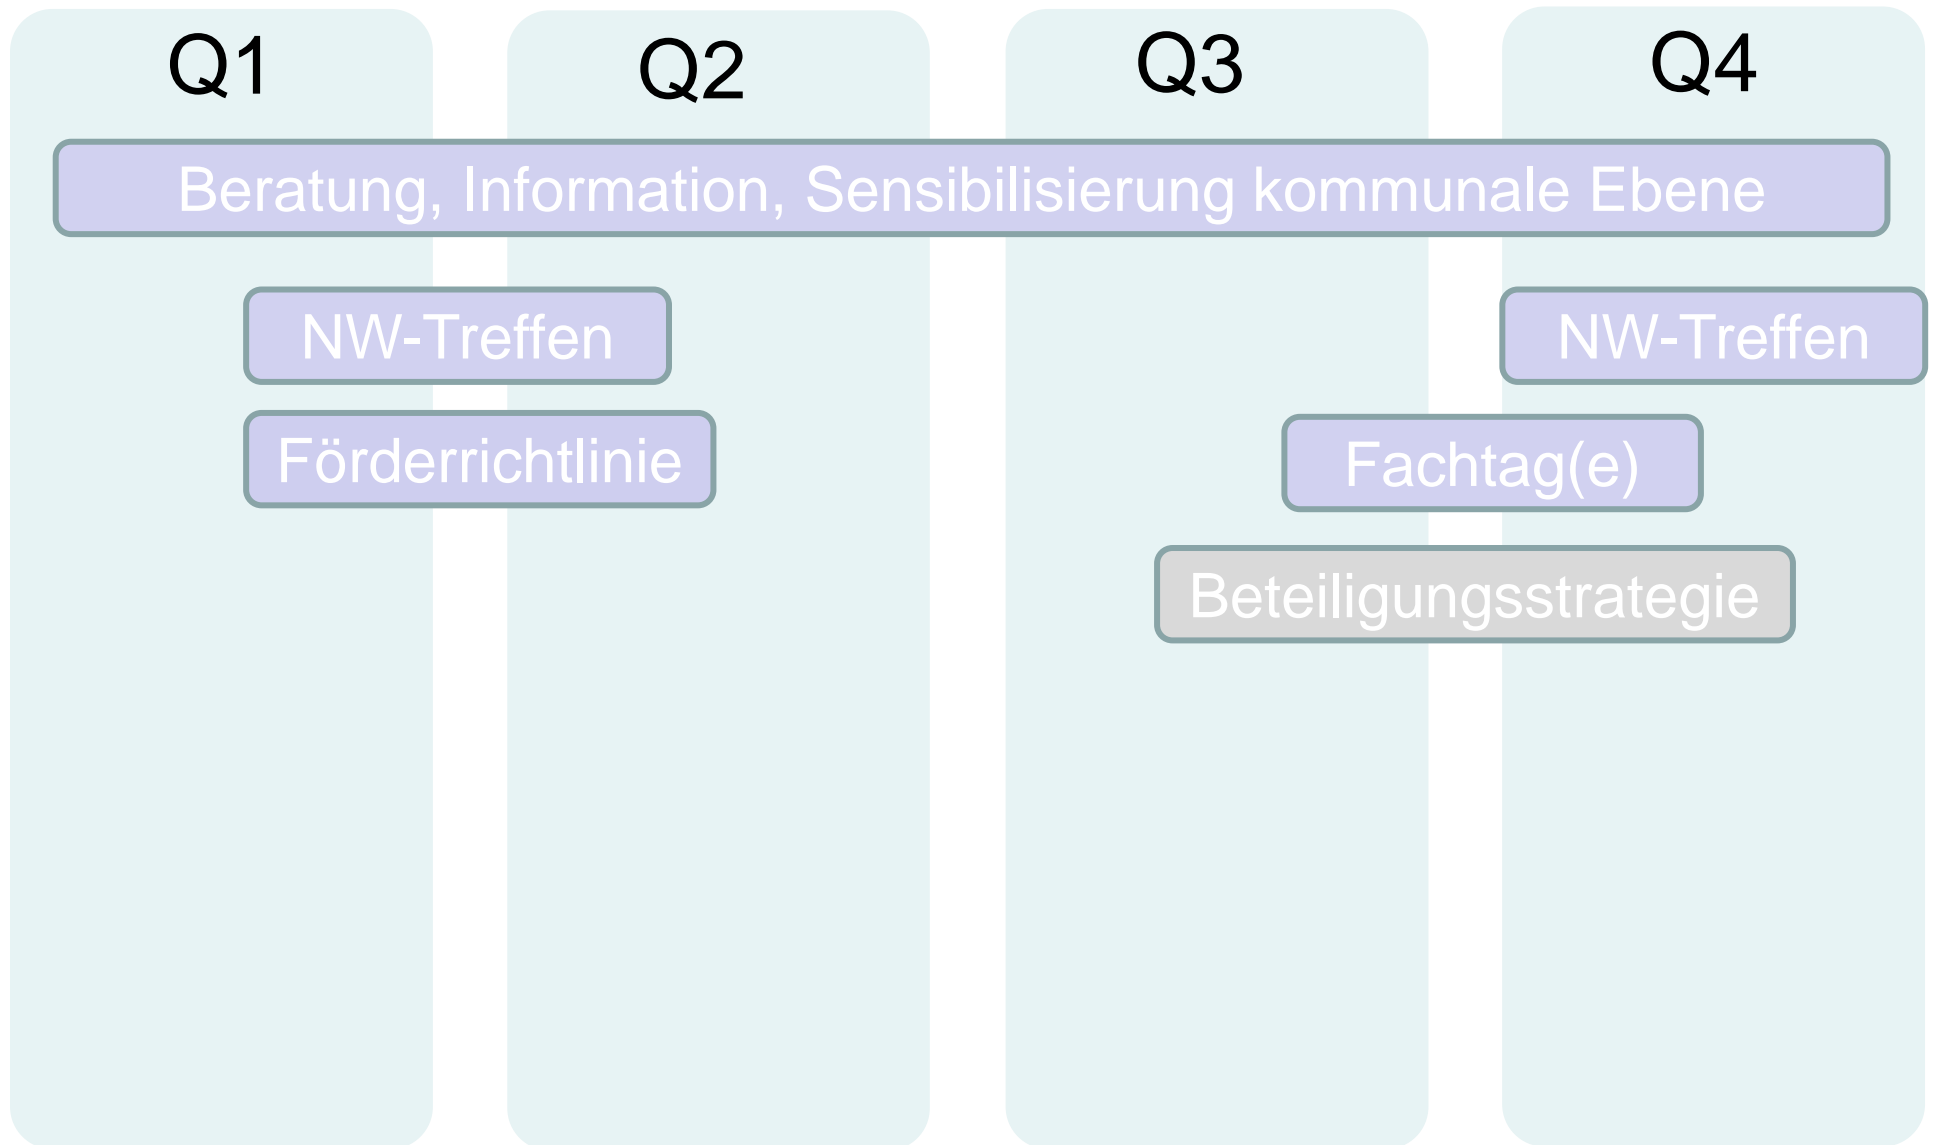 Q1
Q2
Q3
Q4
Beratung, Information, Sensibilisierung kommunale Ebene
NW-Treffen
NW-Treffen
Förderrichtlinie
Fachtag(e)
Beteiligungsstrategie